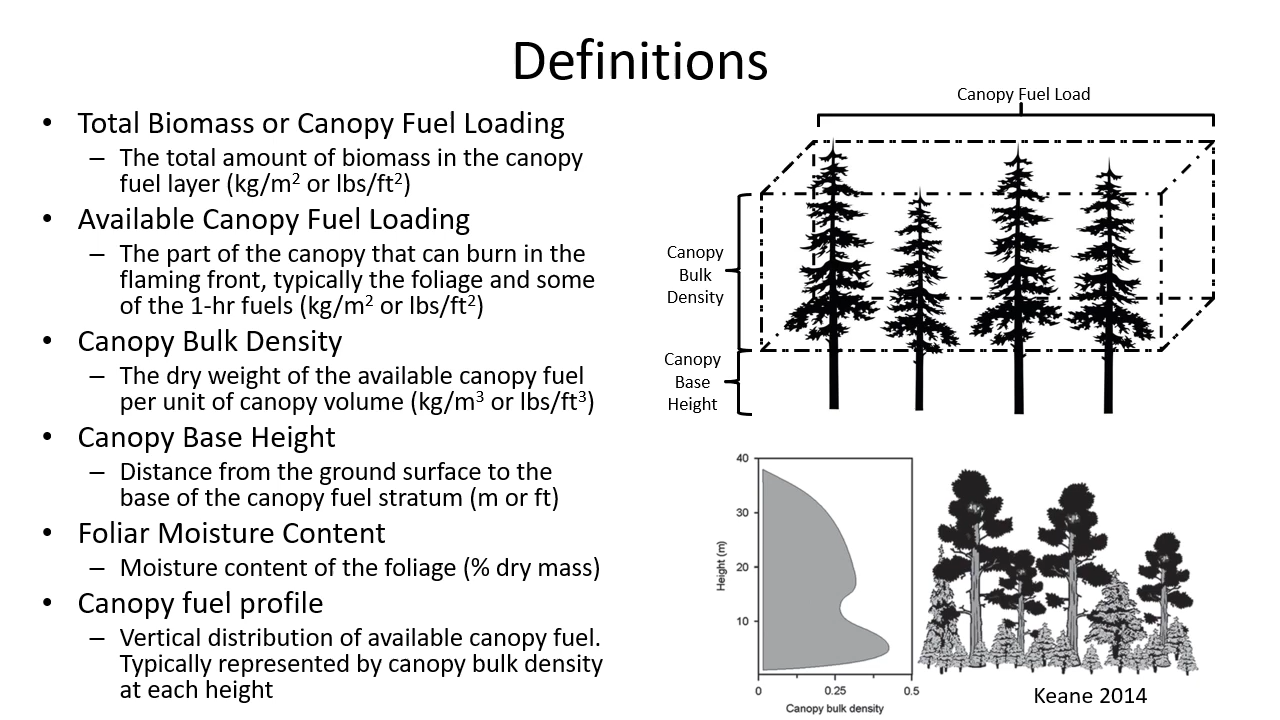 Definitions
• Total Biomass or Canopy Fuel Loading
– The total amount of biomass in the canopy
fuel layer (kg/m² or lbs/ft²)
• Available Canopy Fuel Loading
– The part of the canopy that can burn in the
flaming front, typically the foliage and some
of the 1-hr fuels (kg/m² or lbs/ft²)
• Canopy Bulk Density
– The dry weight of the available canopy fuel
per unit of canopy volume (kg/m³ or lbs/ft³)
• Canopy Base Height
– Distance from the ground surface to the
base of the canopy fuel stratum (m or ft)
• Foliar Moisture Content
– Moisture content of the foliage (% dry mass)
• Canopy fuel profile
– Vertical distribution of available canopy fuel.
Typically represented by canopy bulk density
at each height
Canopy Fuel Load
Canopy
Bulk
Density
Canopy
Base
Height
40
30
20
10
Height (m)
0 0.25 0.5
Canopy bulk density
Keane 2014